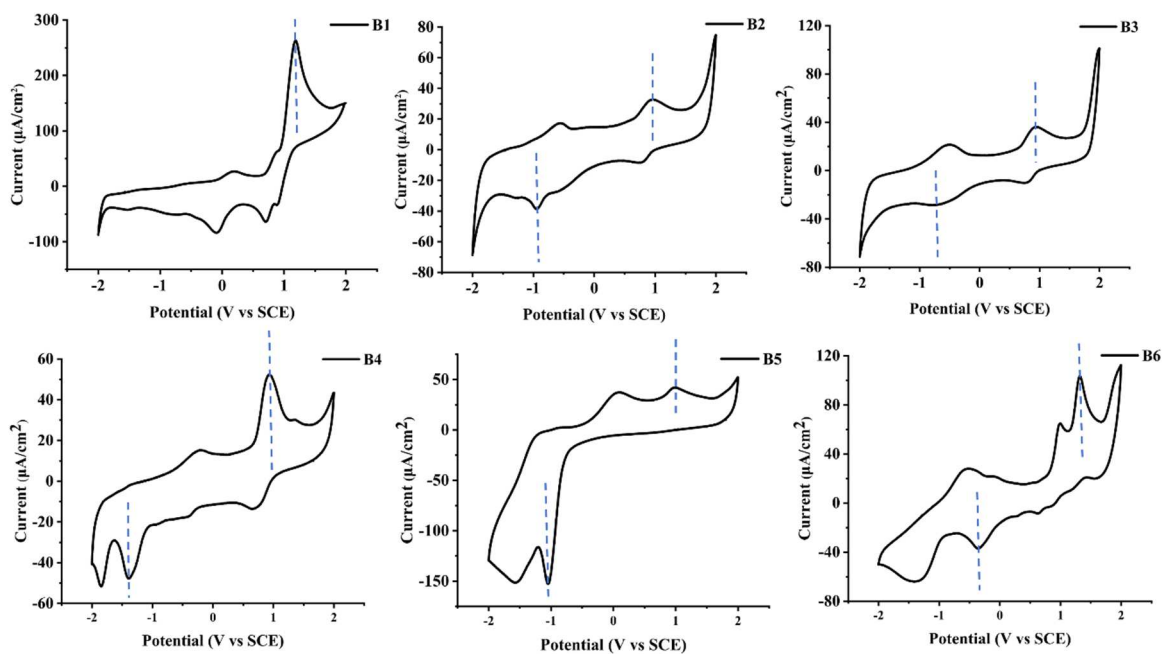 300
200
100
0
-100
Current (μA/cm²)
B1
-2 -1 0 1 2
Potential (V vs SCE)
80
60
40
20
0
-20
-40
-60
-80
Current (μA/cm²)
B2
-2 -1 0 1 2
Potential (V vs SCE)
120
80
40
0
-40
-80
Current (μA/cm²)
B3
-2 -1 0 1 2
Potential (V vs SCE)
60
40
20
0
-20
-40
-60
Current (μA/cm²)
B4
-2 -1 0 1 2
Potential (V vs SCE)
50
0
-50
-100
-150
Current (μA/cm²)
B5
-2 -1 0 1 2
Potential (V vs SCE)
120
80
40
0
-40
-80
Current (μA/cm²)
B6
-2 -1 0 1 2
Potential (V vs SCE)